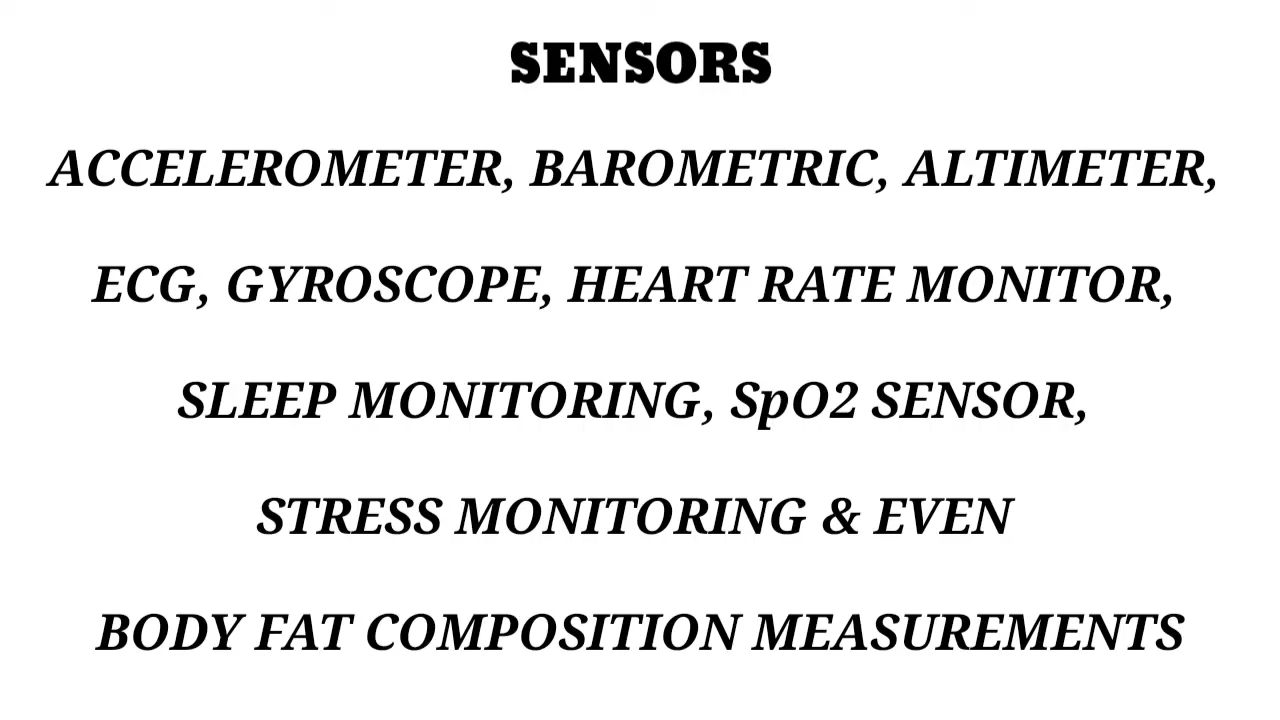 SENSORS
ACCELEROMETER, BAROMETRIC, ALTIMETER,
ECG, GYROSCOPE, HEART RATE MONITOR,
SLEEP MONITORING, SpO2 SENSOR,
STRESS MONITORING & EVEN
BODY FAT COMPOSITION MEASUREMENTS